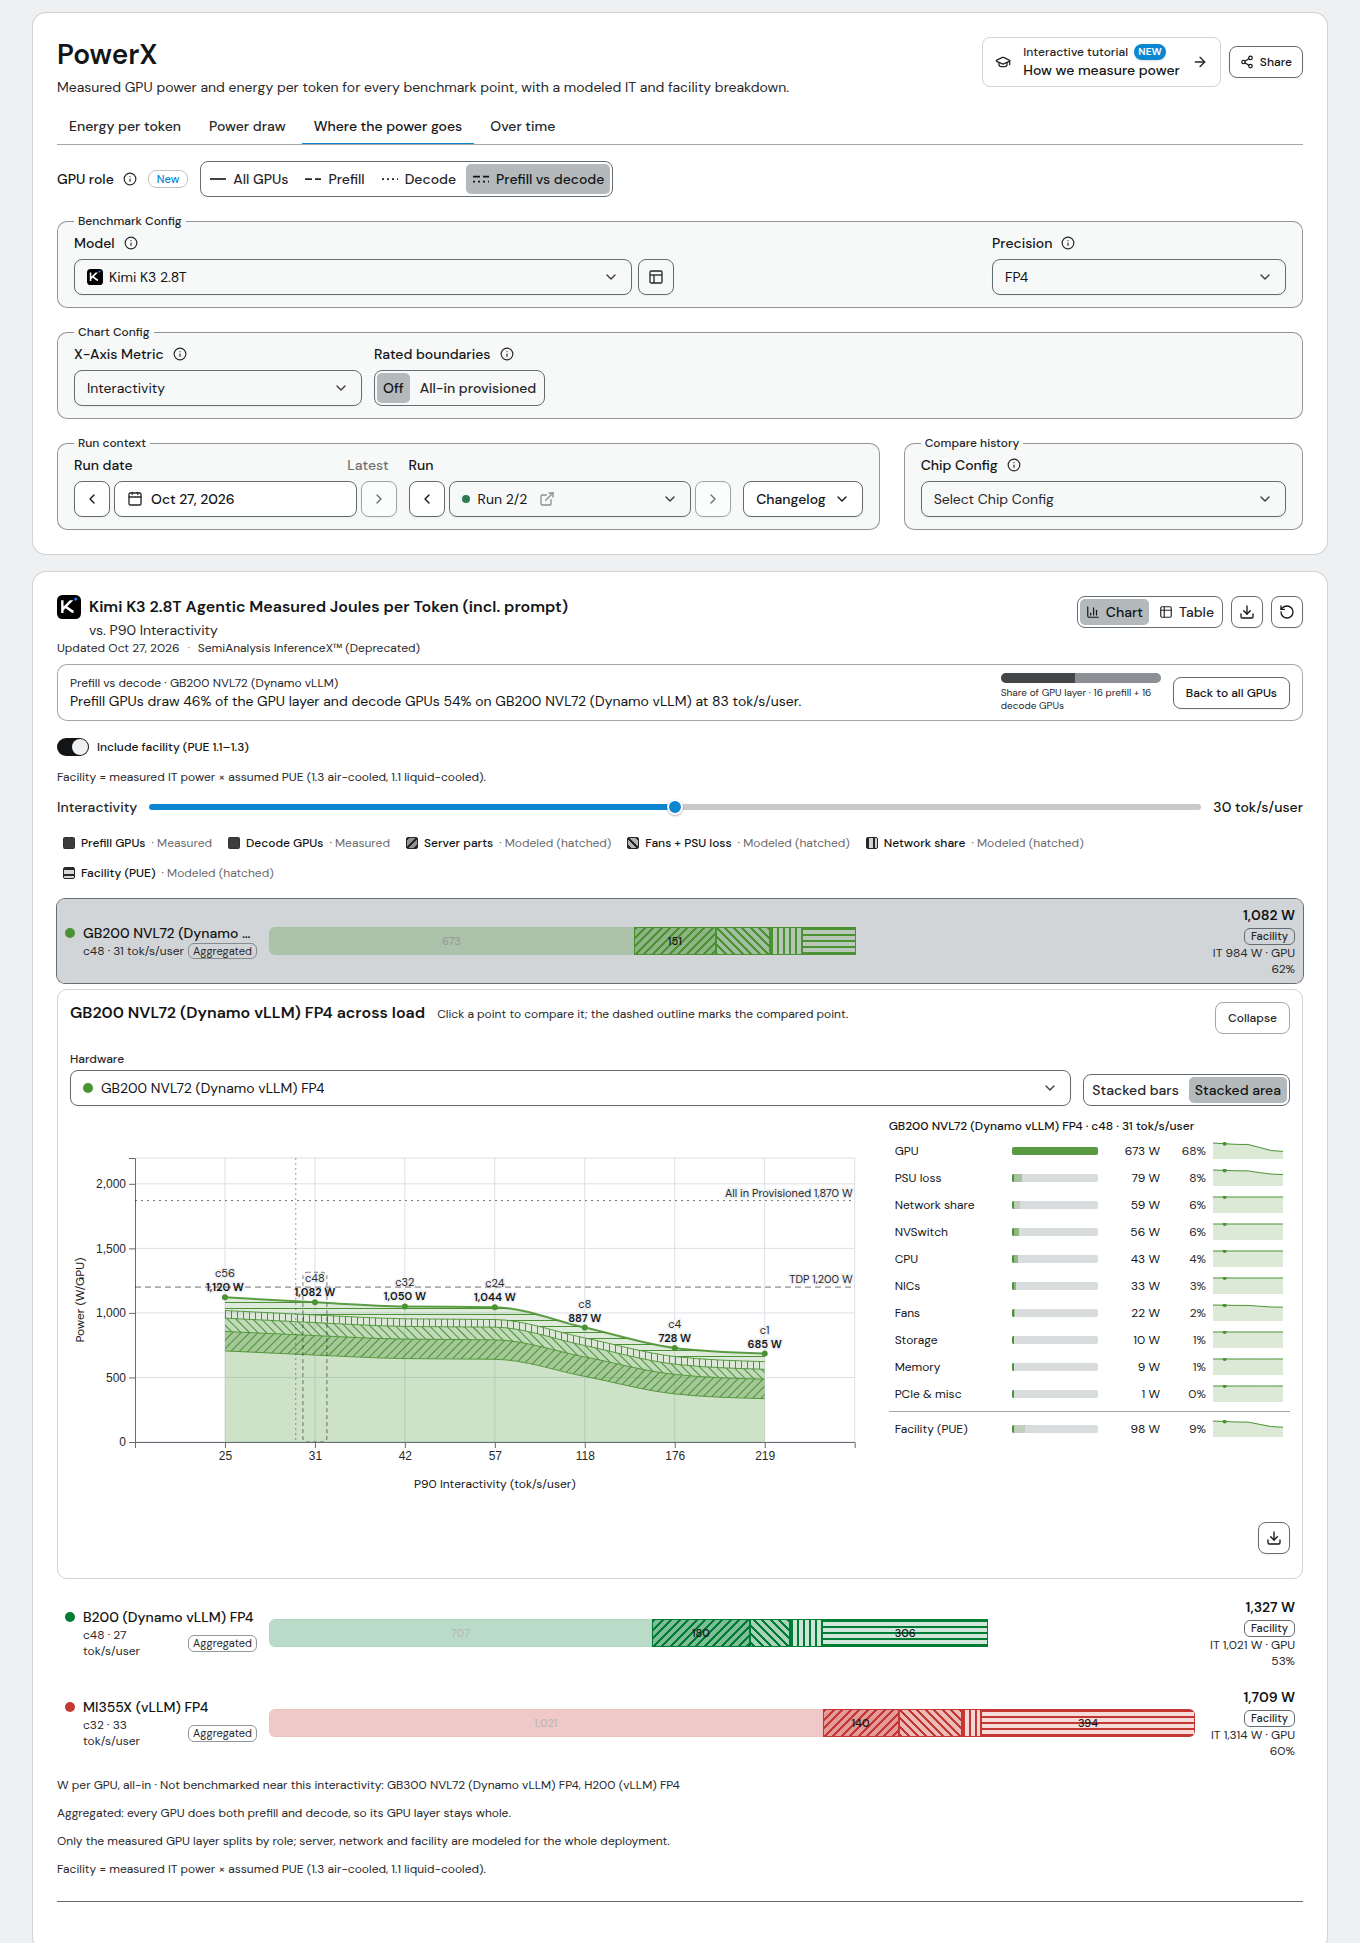 PowerX
Measured GPU power and energy per token for every benchmark point, with a modeled IT and facility breakdown.
Interactive tutorial NEW
How we measure power
Share
Energy per token
Power draw
Where the power goes
Over time
GPU role New
All GPUs
Prefill
Decode
Prefill vs decode
Benchmark Config
Model
Kimi K3 2.8T
Precision
FP4
Chart Config
X-Axis Metric
Interactivity
Rated boundaries
Off
All-in provisioned
Run context
Run date
Latest
Oct 27, 2026
Run
Run 2/2
Changelog
Compare history
Chip Config
Select Chip Config
Kimi K3 2.8T Agentic Measured Joules per Token (incl. prompt)
vs. P90 Interactivity
Updated Oct 27, 2026 · SemiAnalysis InferenceX™ (Deprecated)
Chart
Table
Prefill vs decode · GB200 NVL72 (Dynamo vLLM)
Prefill GPUs draw 46% of the GPU layer and decode GPUs 54% on GB200 NVL72 (Dynamo vLLM) at 83 tok/s/user.
Share of GPU layer · 16 prefill + 16
decode GPUs
Back to all GPUs
Include facility (PUE 1.1–1.3)
Facility = measured IT power × assumed PUE (1.3 air-cooled, 1.1 liquid-cooled).
Interactivity
30 tok/s/user
Prefill GPUs · Measured
Decode GPUs · Measured
Server parts · Modeled (hatched)
Fans + PSU loss · Modeled (hatched)
Network share · Modeled (hatched)
Facility (PUE) · Modeled (hatched)
GB200 NVL72 (Dynamo ...
c48 · 31 tok/s/user Aggregated
673
151
1,082 W
Facility
IT 984 W · GPU
62%
GB200 NVL72 (Dynamo vLLM) FP4 across load
Click a point to compare it; the dashed outline marks the compared point.
Collapse
Hardware
GB200 NVL72 (Dynamo vLLM) FP4
Stacked bars
Stacked area
Power (W/GPU)
2,000
1,500
1,000
500
0
All in Provisioned 1,870 W
TDP 1,200 W
c56
1,120 W
c48
1,082 W
c32
1,050 W
c24
1,044 W
c8
887 W
c4
728 W
c1
685 W
25
31
42
57
118
176
219
P90 Interactivity (tok/s/user)
GB200 NVL72 (Dynamo vLLM) FP4 · c48 · 31 tok/s/user
GPU 673 W 68%
PSU loss 79 W 8%
Network share 59 W 6%
NVSwitch 56 W 6%
CPU 43 W 4%
NICs 33 W 3%
Fans 22 W 2%
Storage 10 W 1%
Memory 9 W 1%
PCIe & misc 1 W 0%
Facility (PUE) 98 W 9%
B200 (Dynamo vLLM) FP4
c48 · 27
tok/s/user
Aggregated
707
180
306
1,327 W
Facility
IT 1,021 W · GPU
53%
MI355X (vLLM) FP4
c32 · 33
tok/s/user
Aggregated
1,021
140
394
1,709 W
Facility
IT 1,314 W · GPU
60%
W per GPU, all-in · Not benchmarked near this interactivity: GB300 NVL72 (Dynamo vLLM) FP4, H200 (vLLM) FP4
Aggregated: every GPU does both prefill and decode, so its GPU layer stays whole.
Only the measured GPU layer splits by role; server, network and facility are modeled for the whole deployment.
Facility = measured IT power × assumed PUE (1.3 air-cooled, 1.1 liquid-cooled).